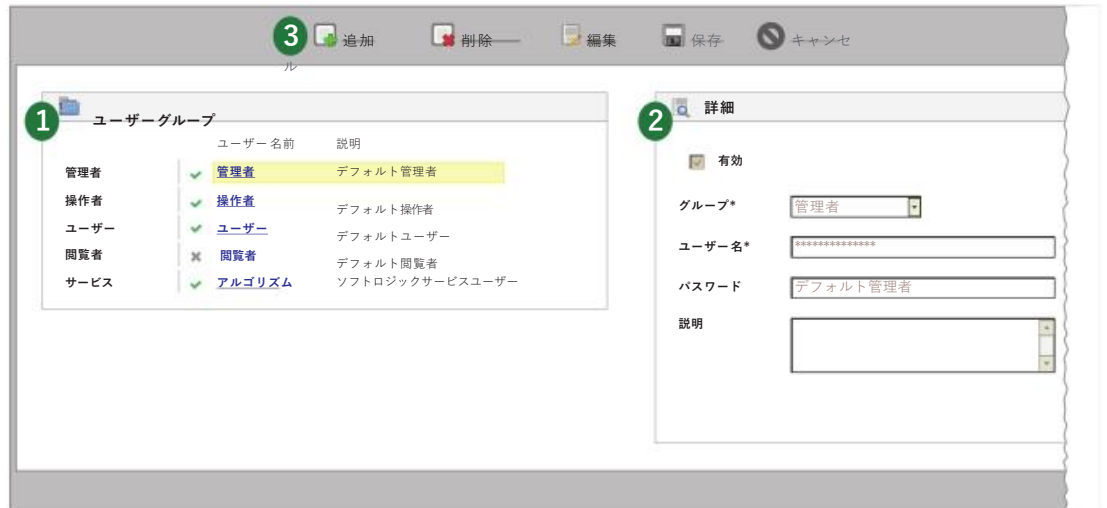 3 追加 削除 編集 保存 キャンセ
ル
1 ユーザーグループ
ユーザー名前 説明
管理者 管理者 デフォルト管理者
操作者 操作者 デフォルト操作者
ユーザー ユーザー デフォルトユーザー
閲覧者 閲覧者 デフォルト閲覧者
サービス アルゴリズム ソフトロジックサービスユーザー
2 詳細
有効
グループ* 管理者
ユーザー名* **************
パスワード デフォルト管理者
説明